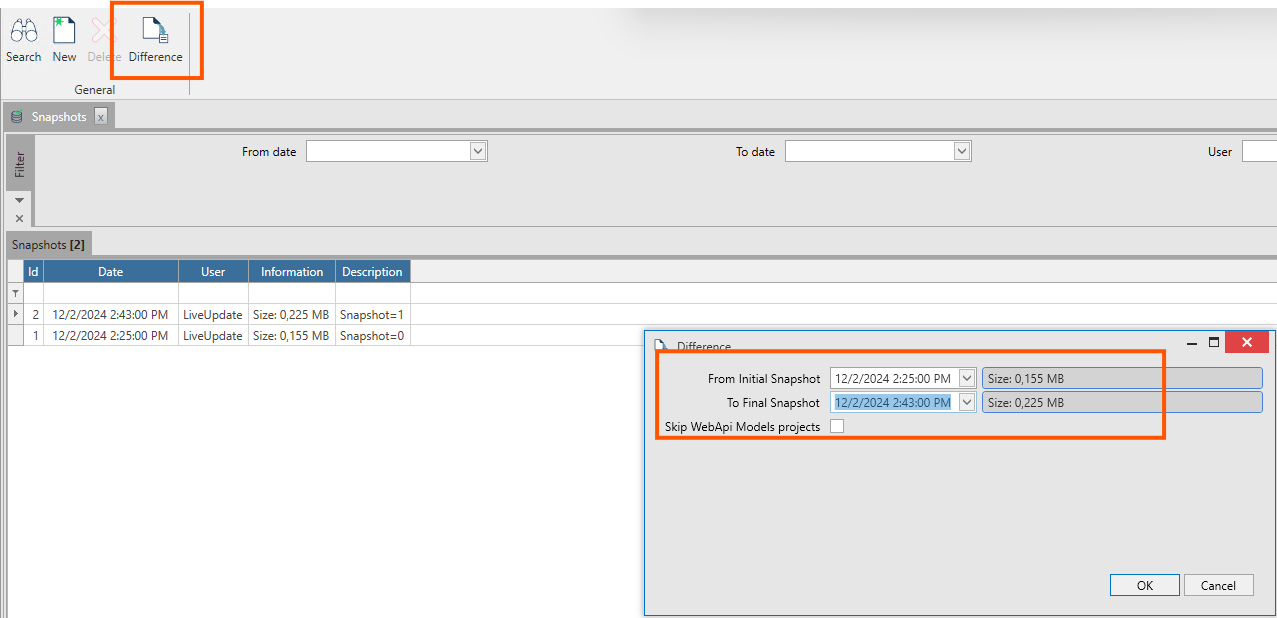 Search New Delete Difference
General
Snapshots x
Filter
From date To date User
Snapshots [2]
Id Date User Information Description
2 12/2/2024 2:43:00 PM LiveUpdate Size: 0,225 MB Snapshot=1
1 12/2/2024 2:25:00 PM LiveUpdate Size: 0,155 MB Snapshot=0
Difference
From Initial Snapshot 12/2/2024 2:25:00 PM Size: 0,155 MB
To Final Snapshot 12/2/2024 2:43:00 PM Size: 0,225 MB
Skip WebApi Models projects
OK Cancel